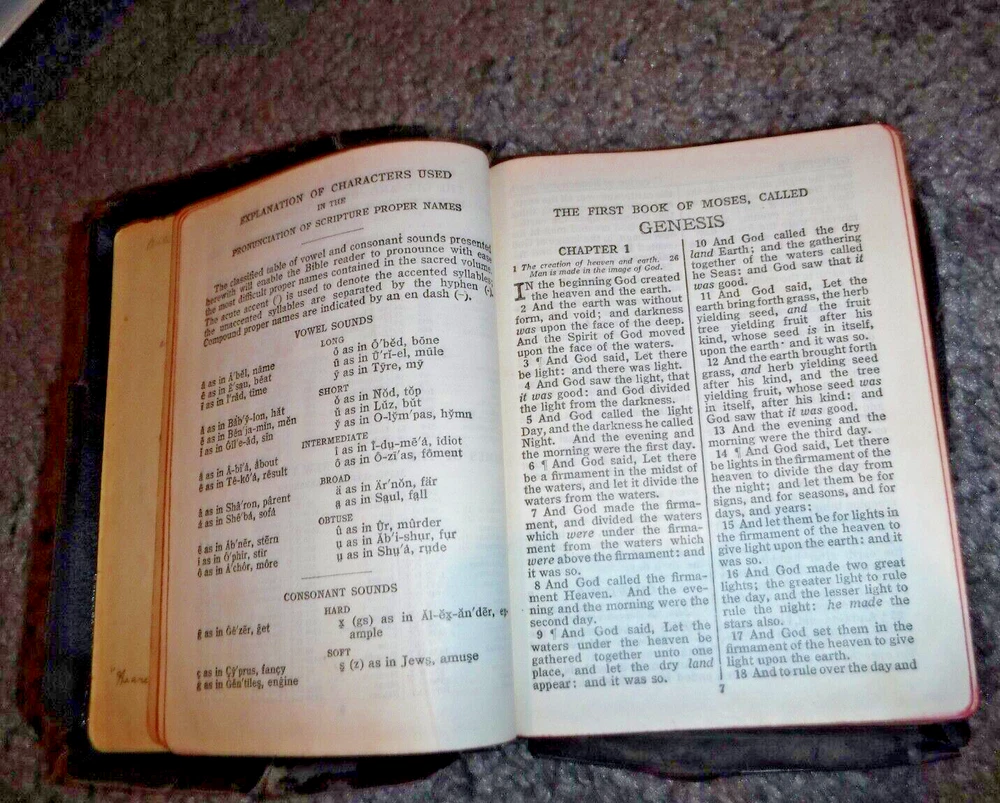 EXPLANATION OF CHARACTERS USED
IN THE
PRONUNCIATION OF SCRIPTURE PROPER NAMES
The classified table of vowel and consonant sounds presented
herewith will enable the Bible reader to pronounce with ease
the most difficult proper names contained in the sacred volume.
The acute accent (′) is used to denote the accented syllable;
the unaccented syllables are separated by the hyphen (-).
Compound proper names are indicated by an en dash (–).
VOWEL SOUNDS
LONG
ā as in Ā′bĕl, nāme
ē as in Ē′sau, bēat
ī as in Ī′răd, tīme
ō as in Ō′bĕd, bōne
ū as in Ū′rĭ-el, mūle
ȳ as in Tȳre, mȳ
SHORT
ă as in Băb′ў-lon, hăt
ĕ as in Bĕn′ja-min, mĕn
ĭ as in Gĭl′e-ăd, sĭn
ŏ as in Nŏd, tŏp
ŭ as in Lŭz, bŭt
ў as in O-lўm′pas, hўmn
INTERMEDIATE
ȧ as in Ȧ-bī′ȧ, ȧbout
ė as in Tė-kō′ȧ, rėsult
i as in I-du-mē′ȧ, idiot
ȯ as in Ȯ-zī′as, fȯment
BROAD
â as in Shâr′on, pârent
ȧ as in Shē′bȧ, sofȧ
ä as in Är′nŏn, fär
a̤ as in Sa̤ul, fa̤ll
OBTUSE
ẽ as in Ăb′nẽr, stẽrn
ĩ as in Ō′phĩr, stĩr
ô as in Ā′chôr, môre
û as in Ûr, mûrder
u as in Ăb′i-shur, fur
ṳ as in Shṳ′ȧ, rṳde
CONSONANT SOUNDS
HARD
ḡ as in Gē′zẽr, ḡet
x̱ (gs) as in Ăl-ĕx̱-ăn′dẽr, ex̱-
ample
SOFT
ç as in Çȳ′prus, fançy
ġ as in Ġĕn′tīleş, enġine
ş (z) as in Jewş, amuşe
THE FIRST BOOK OF MOSES, CALLED
GENESIS
CHAPTER 1
1 The creation of heaven and earth. 26
Man is made in the image of God.
IN the beginning God created
the heaven and the earth.
2 And the earth was without
form, and void; and darkness
was upon the face of the deep.
And the Spirit of God moved
upon the face of the waters.
3 ¶ And God said, Let there
be light: and there was light.
4 And God saw the light, that
it was good: and God divided
the light from the darkness.
5 And God called the light
Day, and the darkness he called
Night. And the evening and
the morning were the first day.
6 ¶ And God said, Let there
be a firmament in the midst of
the waters, and let it divide the
waters from the waters.
7 And God made the firma-
ment, and divided the waters
which were under the firma-
ment from the waters which
were above the firmament: and
it was so.
8 And God called the firma-
ment Heaven. And the eve-
ning and the morning were the
second day.
9 ¶ And God said, Let the
waters under the heaven be
gathered together unto one
place, and let the dry land
appear: and it was so.
10 And God called the dry
land Earth; and the gathering
together of the waters called
he Seas: and God saw that it
was good.
11 And God said, Let the
earth bring forth grass, the herb
yielding seed, and the fruit
tree yielding fruit after his
kind, whose seed is in itself,
upon the earth: and it was so.
12 And the earth brought forth
grass, and herb yielding seed
after his kind, and the tree
yielding fruit, whose seed was
in itself, after his kind: and
God saw that it was good.
13 And the evening and the
morning were the third day.
14 ¶ And God said, Let there
be lights in the firmament of the
heaven to divide the day from
the night; and let them be for
signs, and for seasons, and for
days, and years:
15 And let them be for lights in
the firmament of the heaven to
give light upon the earth: and it
was so.
16 And God made two great
lights; the greater light to rule
the day, and the lesser light to
rule the night: he made the
stars also.
17 And God set them in the
firmament of the heaven to give
light upon the earth.
18 And to rule over the day and
7